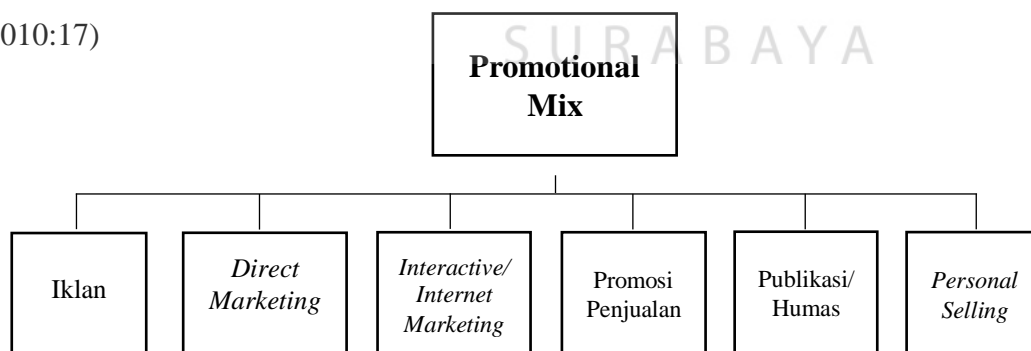 010:17)
SURABAYA
Promotional
Mix
Iklan
Direct
Marketing
Interactive/
Internet
Marketing
Promosi
Penjualan
Publikasi/
Humas
Personal
Selling